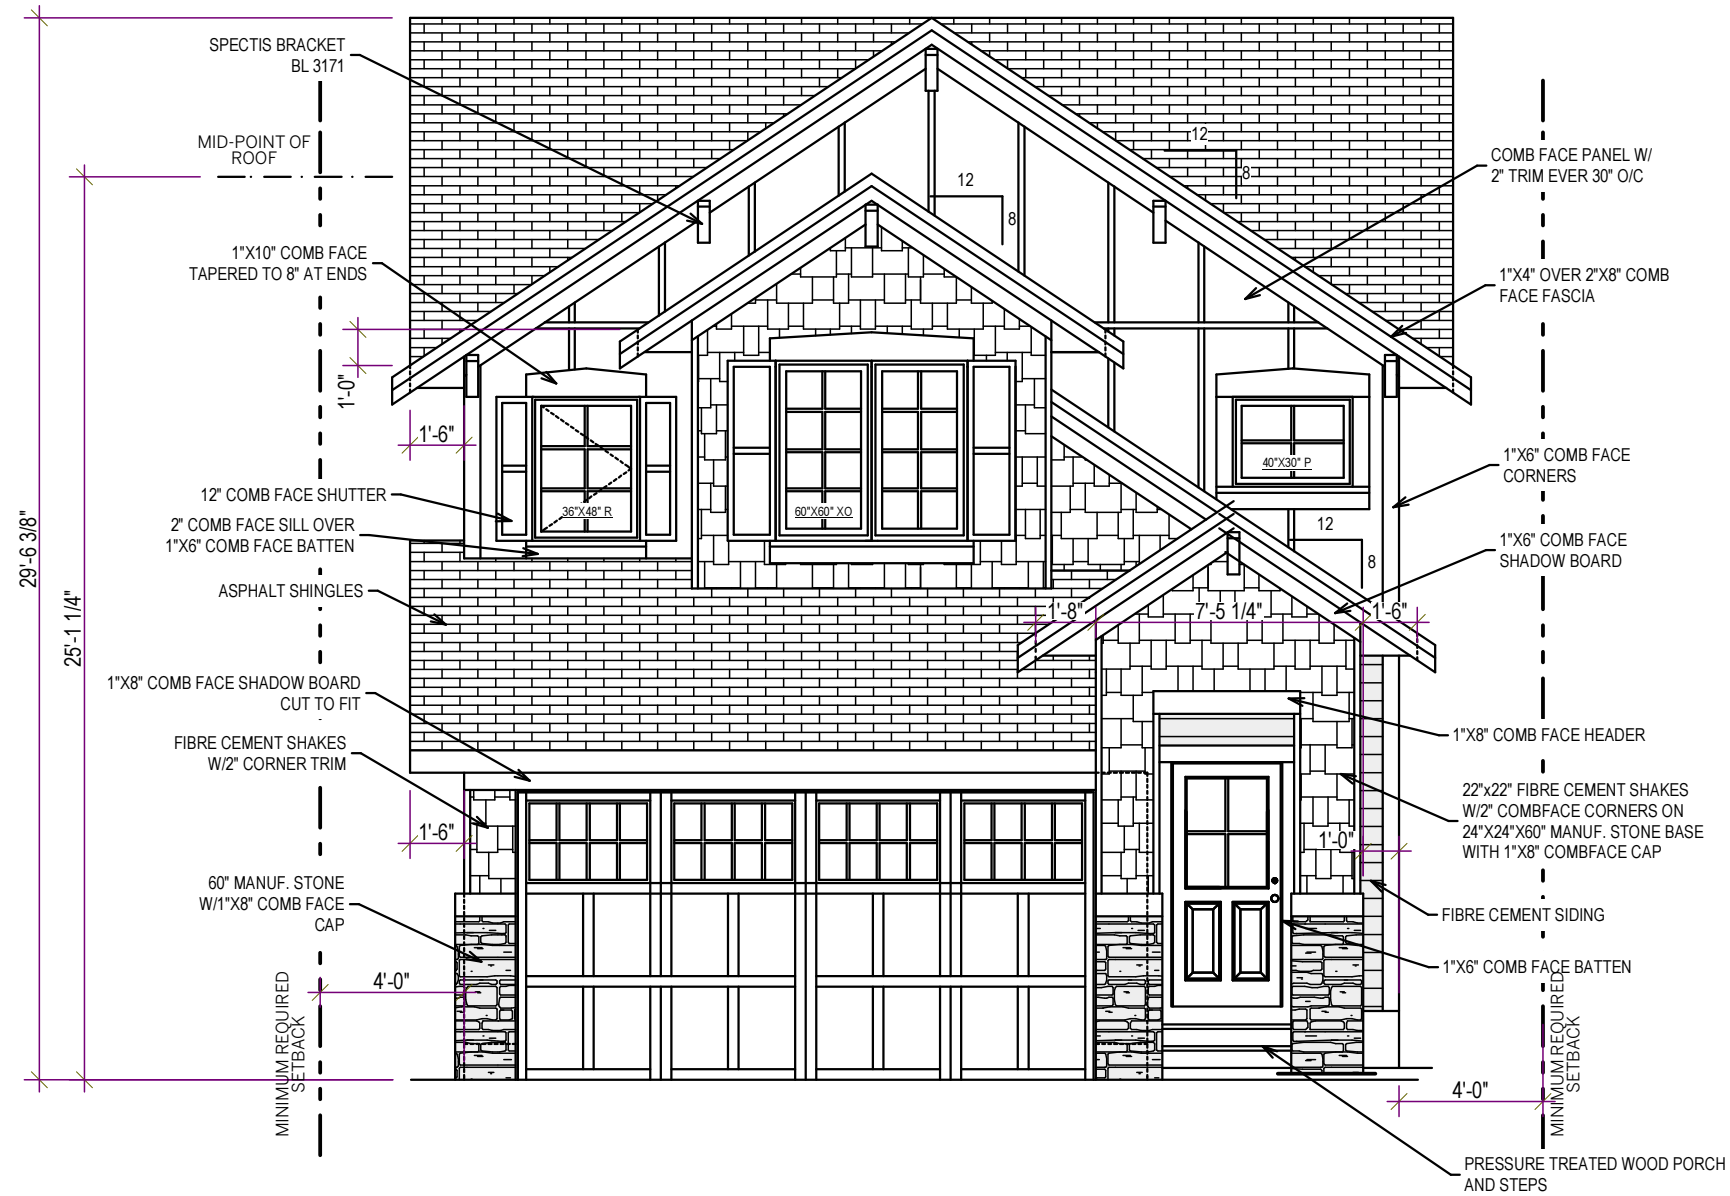 SPECTIS BRACKET
BL 3171
MID-POINT OF
ROOF
1"X10" COMB FACE
TAPERED TO 8" AT ENDS
1'-0"
1'-6"
12" COMB FACE SHUTTER
2" COMB FACE SILL OVER
1"X6" COMB FACE BATTEN
ASPHALT SHINGLES
29'-6 3/8"
25'-1 1/4"
1"X8" COMB FACE SHADOW BOARD
CUT TO FIT
FIBRE CEMENT SHAKES
W/2" CORNER TRIM
1'-6"
60" MANUF. STONE
W/1"X8" COMB FACE
CAP
4'-0"
MINIMUM REQUIRED
SETBACK
12
8
12
8
36"X48" R
60"X60" XO
40"X30" P
12
8
1'-8"
7'-5 1/4"
1'-6"
1'-0"
COMB FACE PANEL W/
2" TRIM EVER 30" O/C
1"X4" OVER 2"X8" COMB
FACE FASCIA
1"X6" COMB FACE
CORNERS
1"X6" COMB FACE
SHADOW BOARD
1"X8" COMB FACE HEADER
22"x22" FIBRE CEMENT SHAKES
W/2" COMBFACE CORNERS ON
24"X24"X60" MANUF. STONE BASE
WITH 1"X8" COMBFACE CAP
FIBRE CEMENT SIDING
1"X6" COMB FACE BATTEN
4'-0"
MINIMUM REQUIRED
SETBACK
PRESSURE TREATED WOOD PORCH
AND STEPS